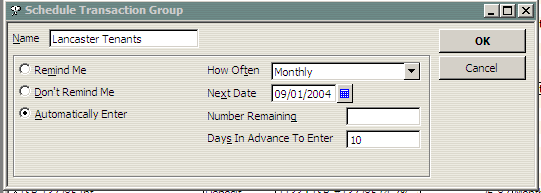 Schedule Transaction Group
Name Lancaster Tenants
OK
Cancel
Remind Me
Don't Remind Me
Automatically Enter
How Often Monthly
Next Date 09/01/2004
Number Remaining
Days In Advance To Enter 10